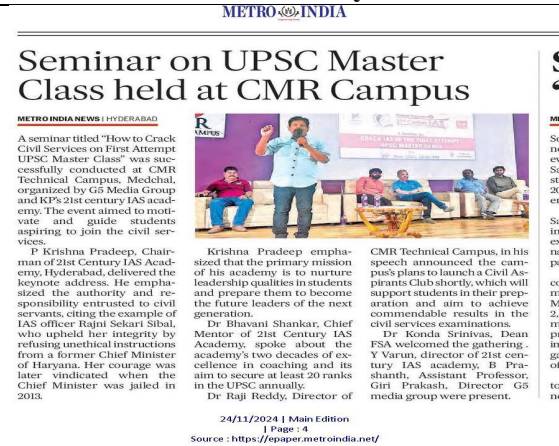 METRO INDIA
Seminar on UPSC Master
Class held at CMR Campus
METRO INDIA NEWS | HYDERABAD
A seminar titled "How to Crack
Civil Services on First Attempt
UPSC Master Class" was suc-
cessfully conducted at CMR
Technical Campus, Medchal,
organized by G5 Media Group
and KP's 21st century IAS acad-
emy. The event aimed to moti-
vate and guide students
aspiring to join the civil ser-
vices.
P Krishna Pradeep, Chair-
man of 21st Century IAS Acad-
emy, Hyderabad, delivered the
keynote address. He empha-
sized the authority and re-
sponsibility entrusted to civil
servants, citing the example of
IAS officer Rajni Sekari Sibal,
who upheld her integrity by
refusing unethical instructions
from a former Chief Minister
of Haryana. Her courage was
later vindicated when the
Chief Minister was jailed in
2013.
R
AMPUS
CRACK IAS IN THE FIRST ATTEMPT
UPSC MASTER CLASS
Krishna Pradeep empha-
sized that the primary mission
of his academy is to nurture
leadership qualities in students
and prepare them to become
the future leaders of the next
generation.
Dr Bhavani Shankar, Chief
Mentor of 21st Century IAS
Academy, spoke about the
academy's two decades of ex-
cellence in coaching and its
aim to secure at least 20 ranks
in the UPSC annually.
Dr Raji Reddy, Director of
CMR Technical Campus, in his
speech announced the cam-
pus's plans to launch a Civil As-
pirants Club shortly, which will
support students in their prep-
aration and aim to achieve
commendable results in the
civil services examinations.
Dr Konda Srinivas, Dean
FSA welcomed the gathering .
Y Varun, director of 21st cen-
tury IAS academy, B Pra-
shanth, Assistant Professor,
Giri Prakash, Director G5
media group were present.
24/11/2024 | Main Edition
| Page : 4
Source : https://epaper.metroindia.net/